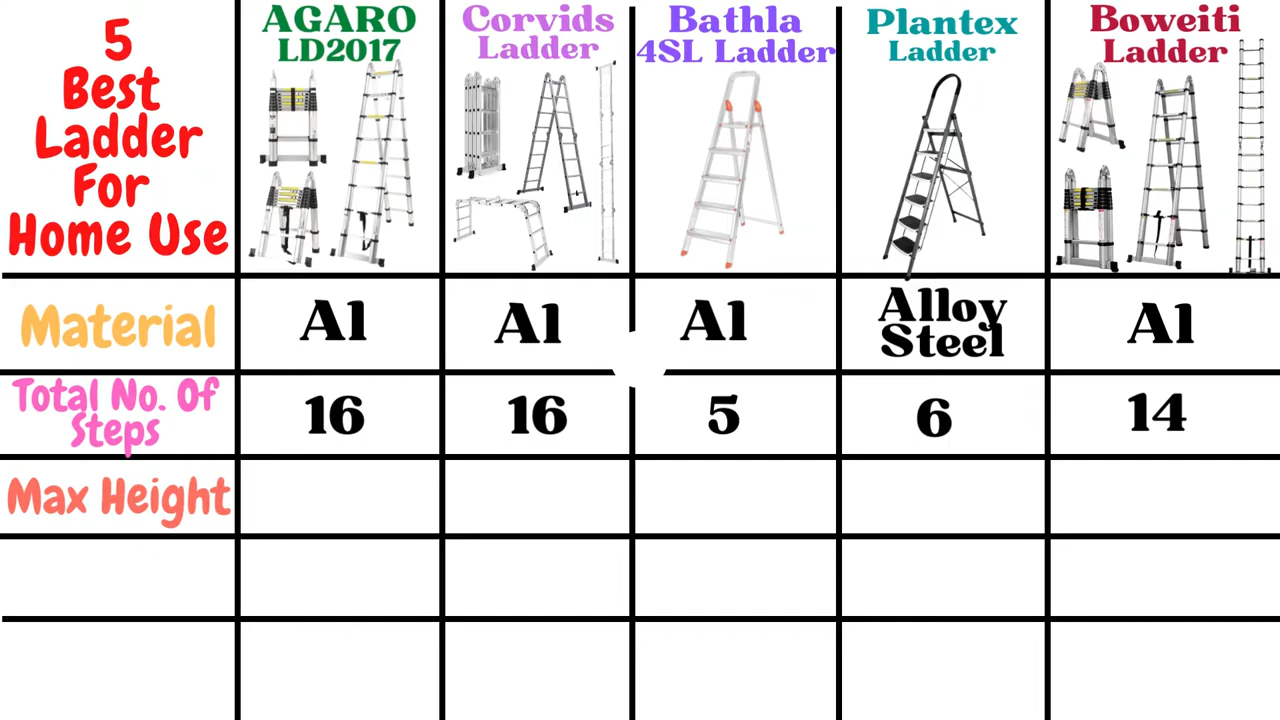 5
Best
Ladder
For
Home Use
AGARO
LD2017
Corvids
Ladder
Bathla
4SL Ladder
Plantex
Ladder
Boweiti
Ladder
Material
Al
Al
Al
Alloy
Steel
Al
Total No. Of
Steps
16
16
5
6
14
Max Height